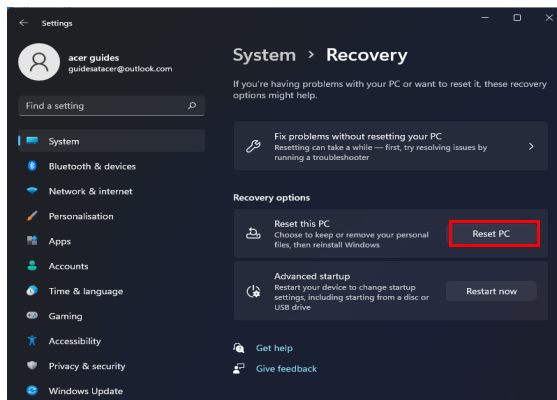 Settings
acer guides
guidesatacer@outlook.com
Find a setting
System
Bluetooth & devices
Network & internet
Personalisation
Apps
Accounts
Time & language
Gaming
Accessibility
Privacy & security
Windows Update
System > Recovery
If you're having problems with your PC or want to reset it, these recovery
options might help.
Fix problems without resetting your PC
Resetting can take a while — first, try resolving issues by
running a troubleshooter
Recovery options
Reset this PC
Choose to keep or remove your personal
files, then reinstall Windows
Reset PC
Advanced startup
Restart your device to change startup
settings, including starting from a disc or
USB drive
Restart now
Get help
Give feedback